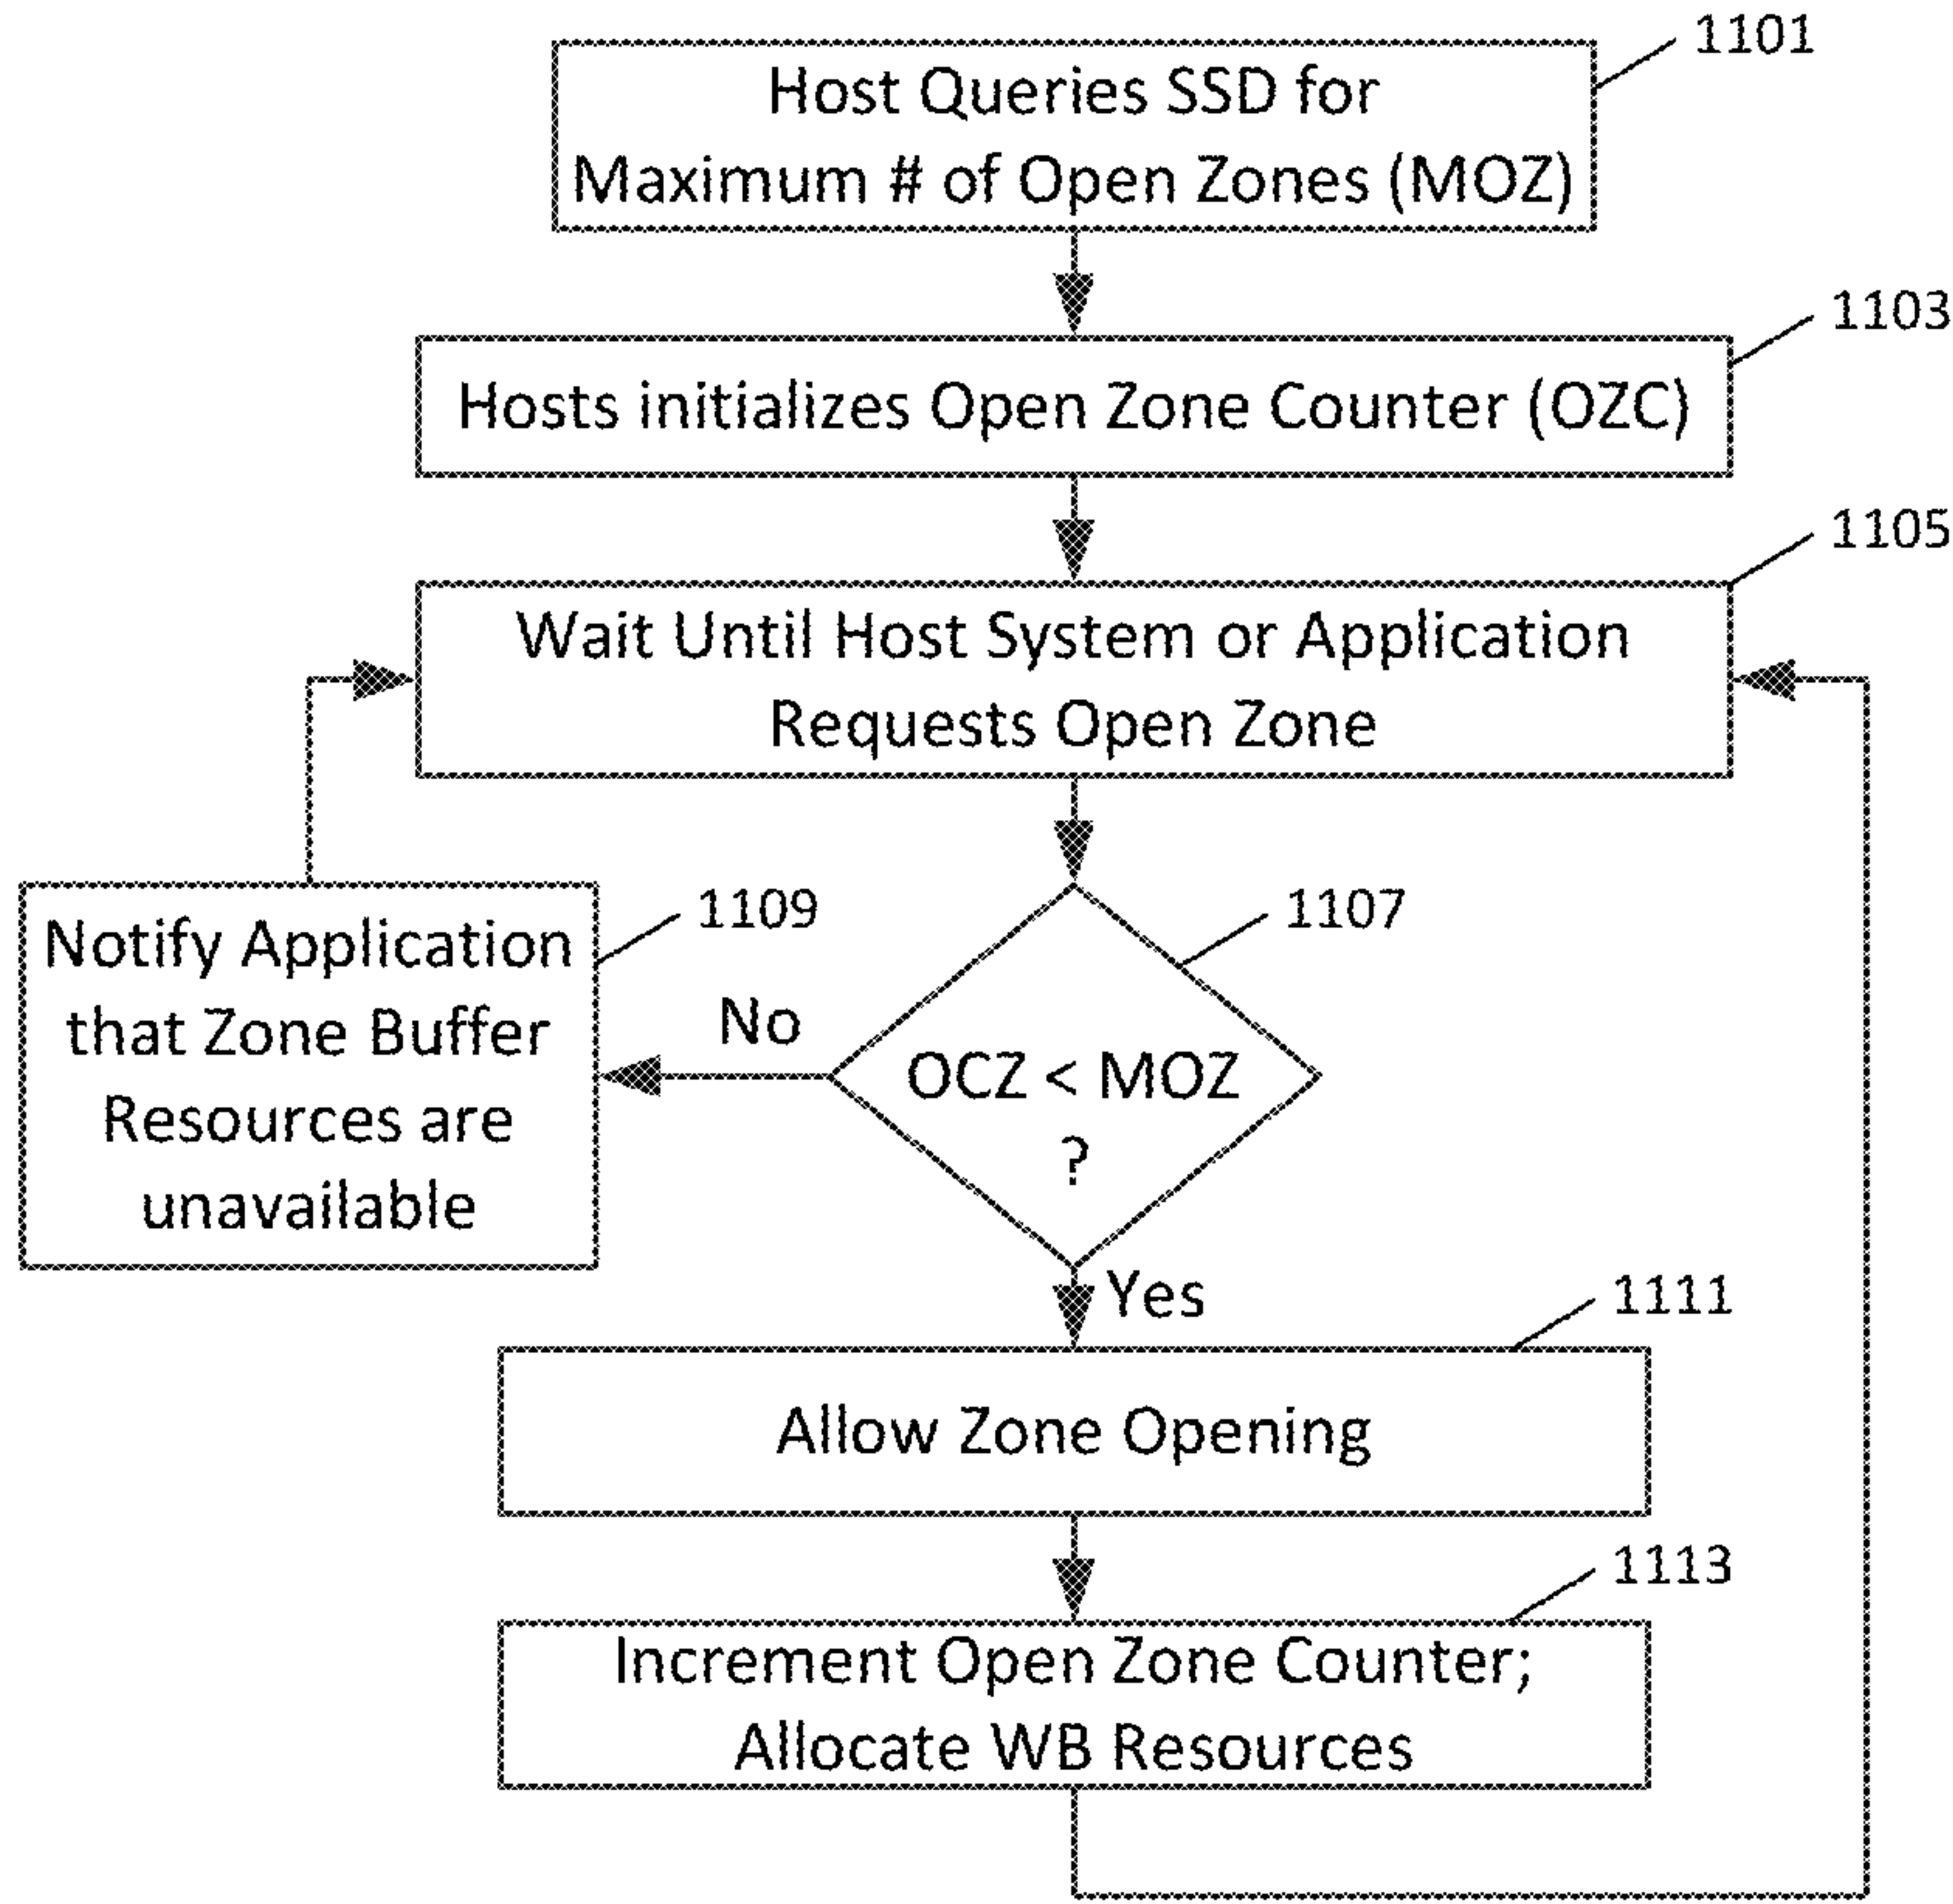 1101
Host Queries SSD for
Maximum # of Open Zones (MOZ)
1103
Hosts initializes Open Zone Counter (OZC)
1105
Wait Until Host System or Application
Requests Open Zone
1109
Notify Application
that Zone Buffer
Resources are
unavailable
No
1107
OCZ < MOZ
?
Yes
1111
Allow Zone Opening
1113
Increment Open Zone Counter;
Allocate WB Resources